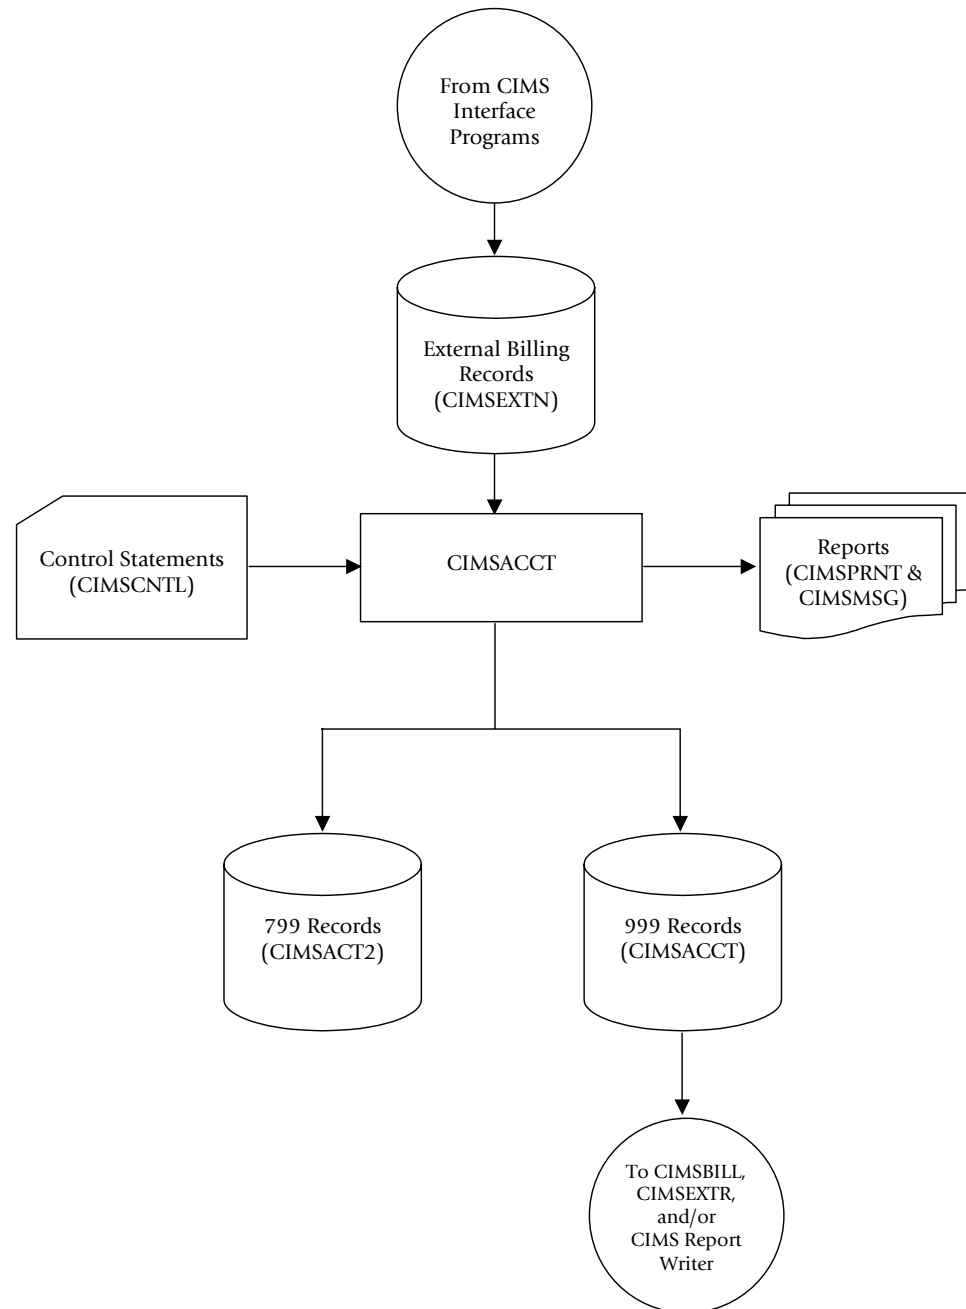 From CIMS
Interface
Programs
External Billing
Records
(CIMSEXTN)
Control Statements
(CIMSCNTL)
CIMSACCT
Reports
(CIMSPRNT &
CIMSMSG)
799 Records
(CIMSACT2)
999 Records
(CIMSACCT)
To CIMSBILL,
CIMSEXTR,
and/or
CIMS Report
Writer